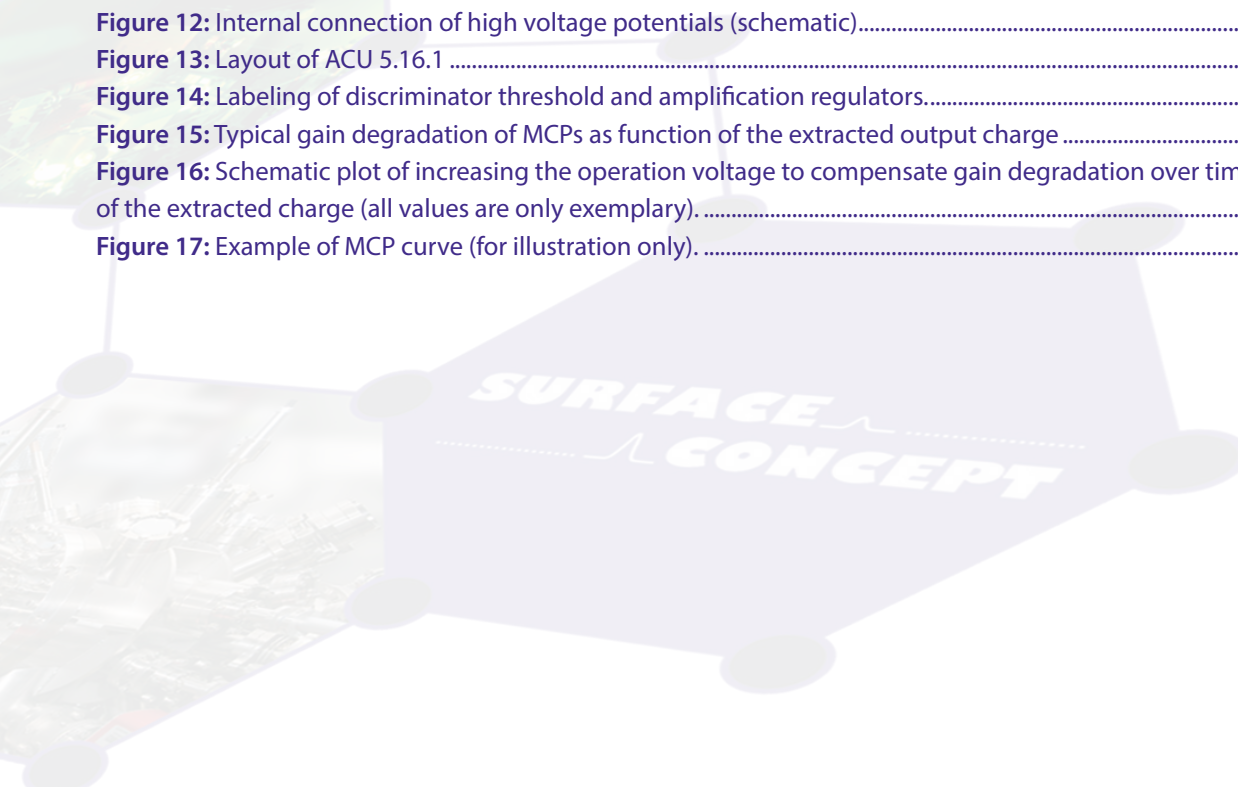 Figure 12: Internal connection of high voltage potentials (schematic)
Figure 13: Layout of ACU 5.16.1
Figure 14: Labeling of discriminator threshold and amplification regulators.
Figure 15: Typical gain degradation of MCPs as function of the extracted output charge
Figure 16: Schematic plot of increasing the operation voltage to compensate gain degradation over tim
of the extracted charge (all values are only exemplary).
Figure 17: Example of MCP curve (for illustration only).
SURFACE
CONCEPT